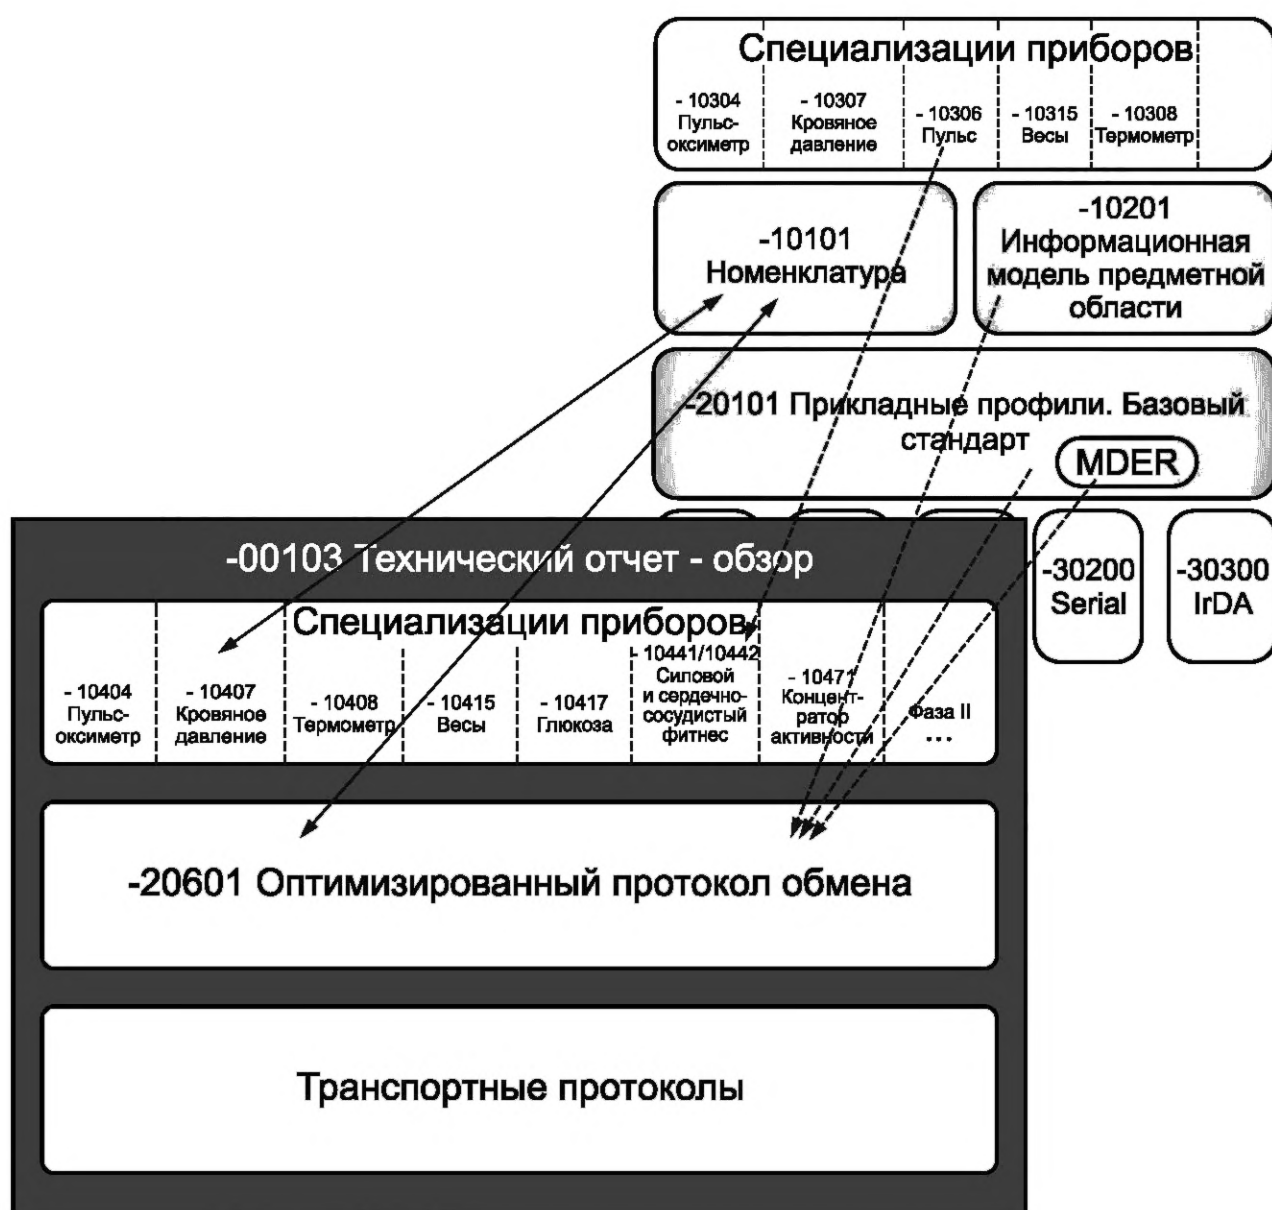 Специализации приборов
- 10304
Пульс-
оксиметр
- 10307
Кровяное
давление
- 10306
Пульс
- 10315
Весы
- 10308
Термометр
-10101
Номенклатура
-10201
Информационная
модель предметной
области
-20101 Прикладные профили. Базовый
стандарт
MDER
-30200
Serial
-30300
IrDA
-00103 Технический отчет - обзор
Специализации приборов
- 10404
Пульс-
оксиметр
- 10407
Кровяное
давление
- 10408
Термометр
- 10415
Весы
- 10417
Глюкоза
- 10441/10442
Силовой
и сердечно-
сосудистый
фитнес
- 10471
Концент-
ратор
активности
Фаза II
...
-20601 Оптимизированный протокол обмена
Транспортные протоколы